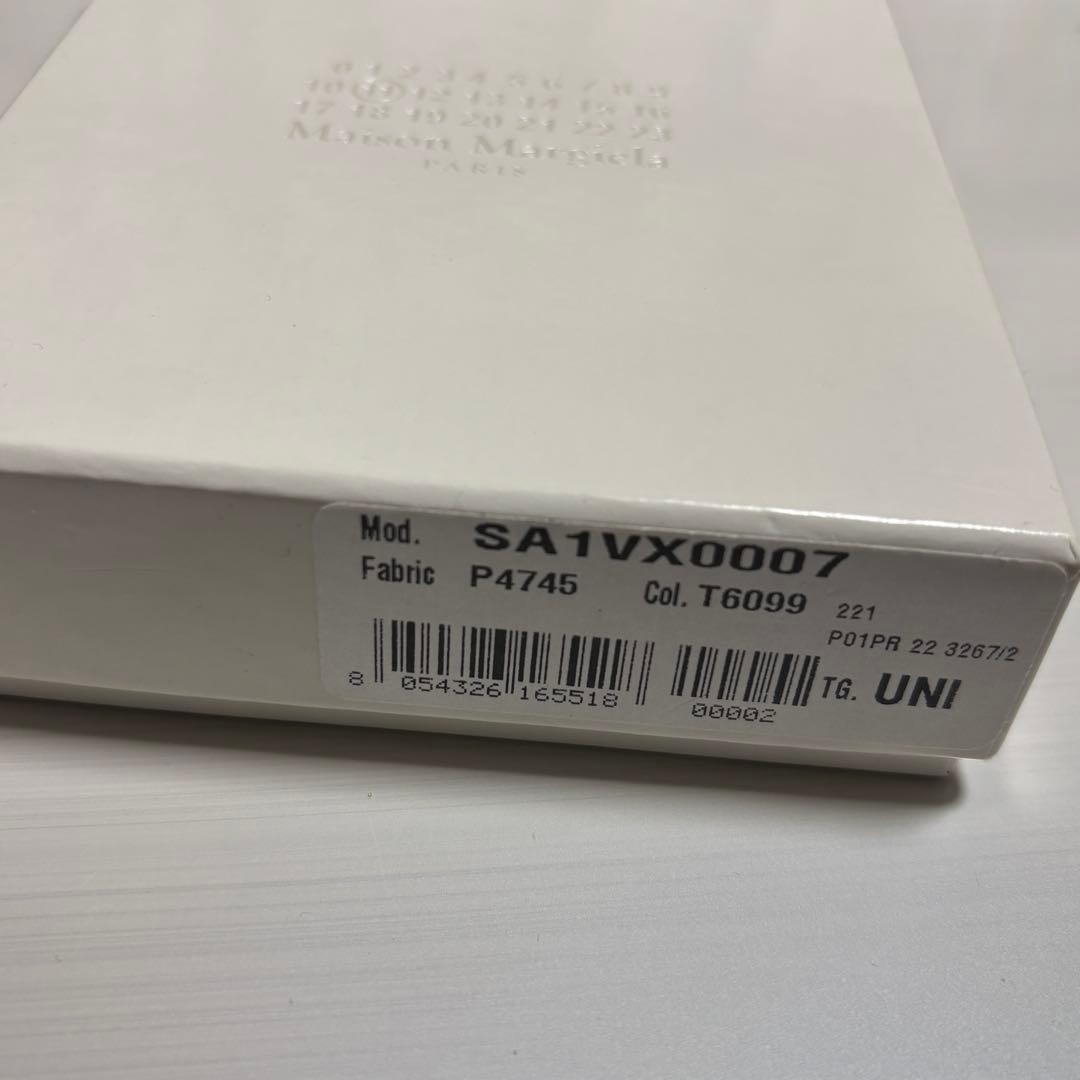 0 1 2 3 4 5 6 7 8 9
10 11 12 13 14 15 16
17 18 19 20 21 22 23
Maison Margiela
PARIS
Mod. SA1VX0007
Fabric P4745 Col. T6099 221
P01PR 22 3267/2
8 054326 165518 00002 TG. UNI